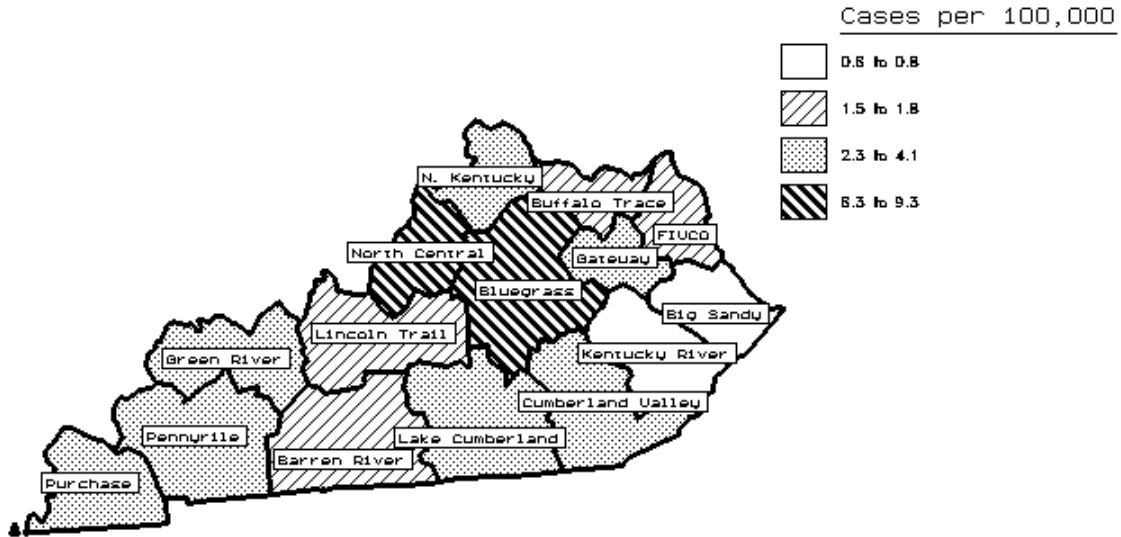 Cases per 100,000
0.6 to 0.8
1.5 to 1.8
2.3 to 4.1
6.3 to 9.3
N. Kentucky
Buffalo Trace
FIVCO
North Central
Gateway
Bluegrass
Big Sandy
Lincoln Trail
Kentucky River
Green River
Cumberland Valley
Pennyrile
Lake Cumberland
Barren River
Purchase